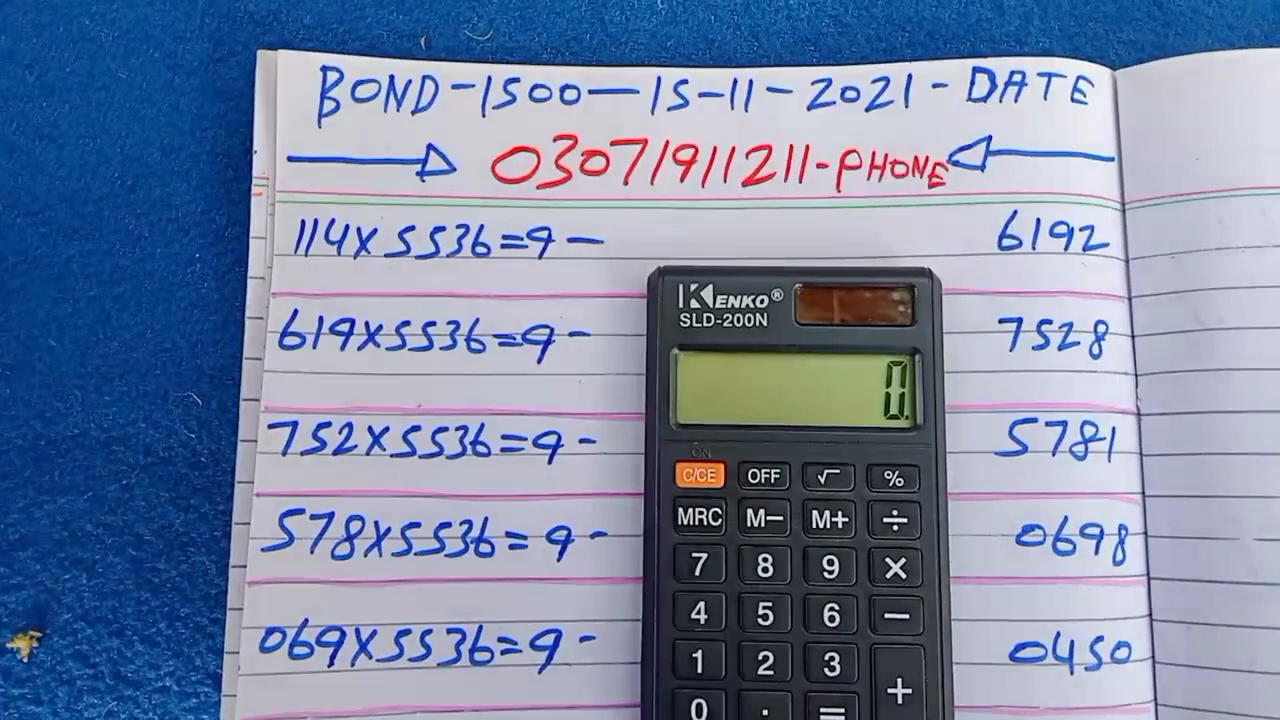 BOND-1500-15-11-2021-DATE
03071911211-PHONE
114X5536=9- 6192
619X5536=9- 7528
752X5536=9- 5781
578X5536=9- 0698
069X5536=9- 0450
KENKO®
SLD-200N
0.
ON
C/CE OFF √ %
MRC M− M+ ÷
7 8 9 ×
4 5 6 −
1 2 3 +
0 . =